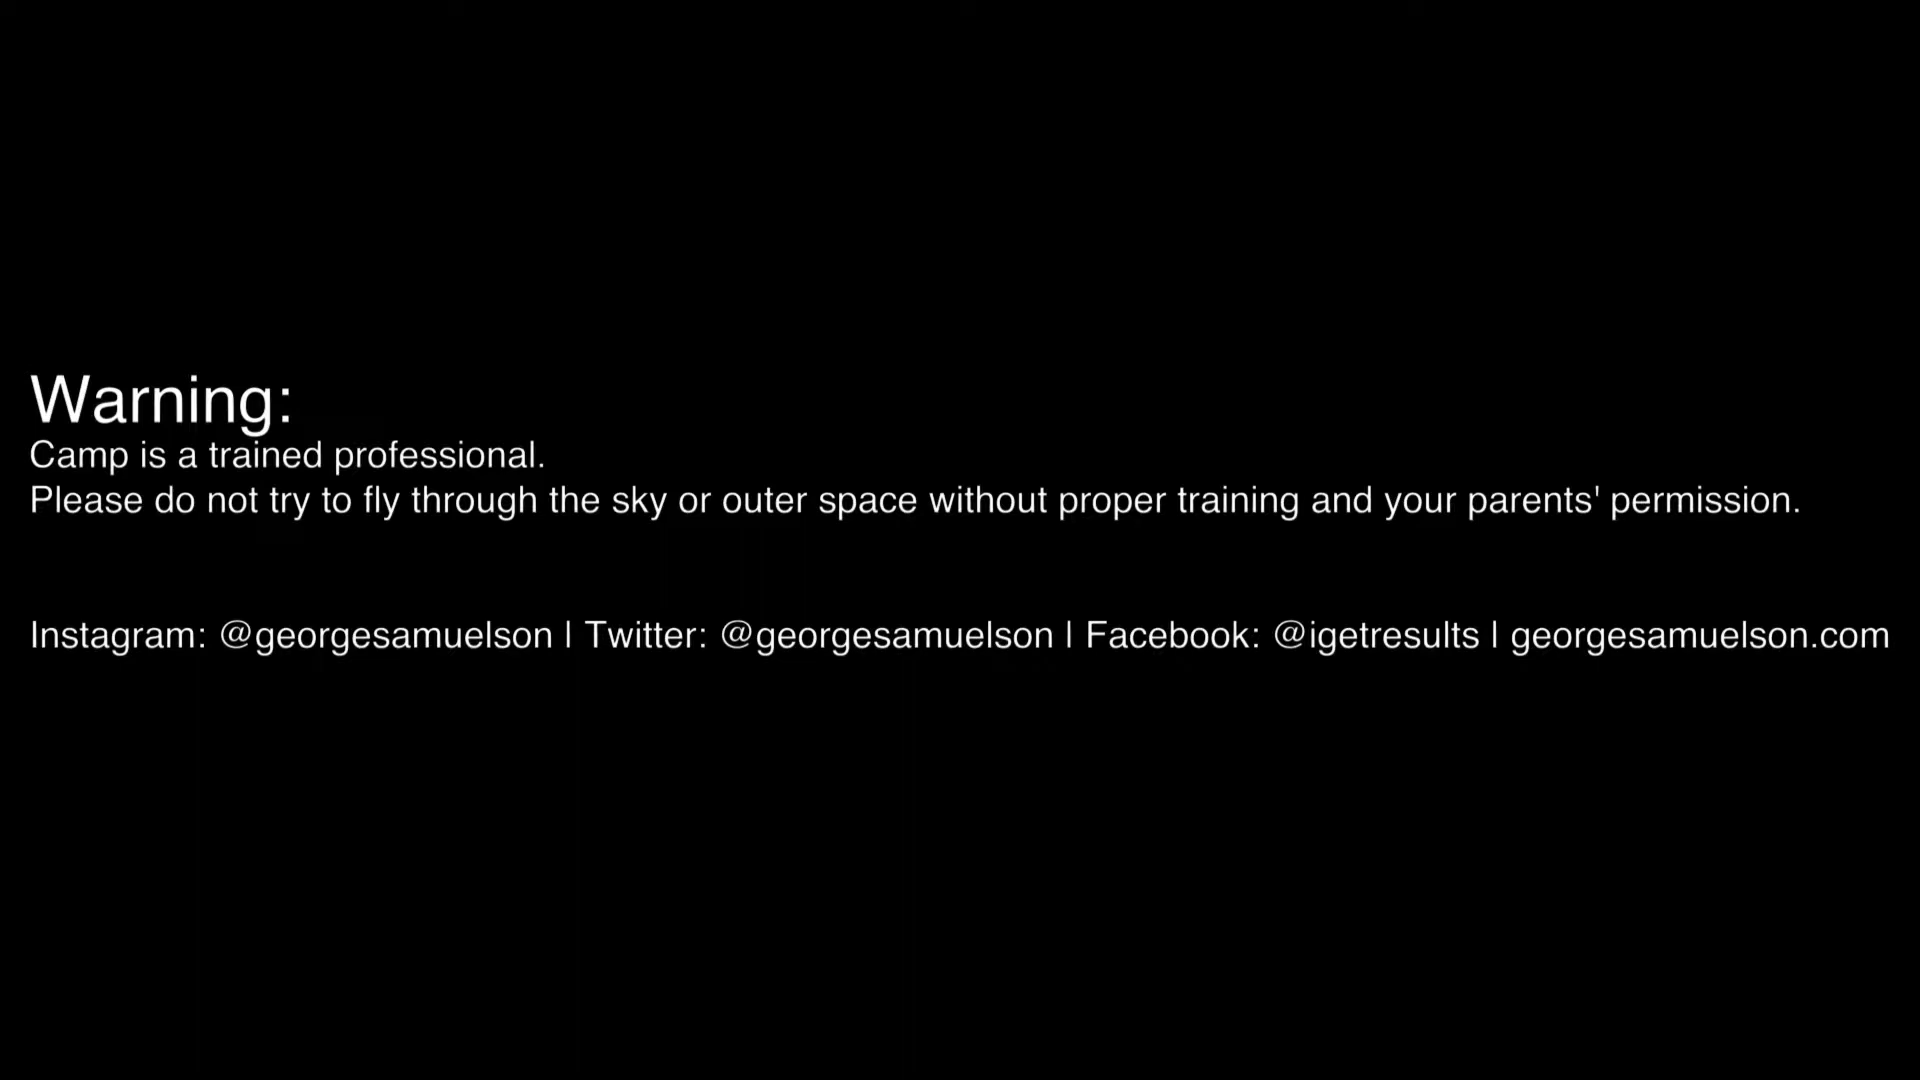 Warning:
Camp is a trained professional.
Please do not try to fly through the sky or outer space without proper training and your parents' permission.
Instagram: @georgesamuelson | Twitter: @georgesamuelson | Facebook: @igetresults | georgesamuelson.com